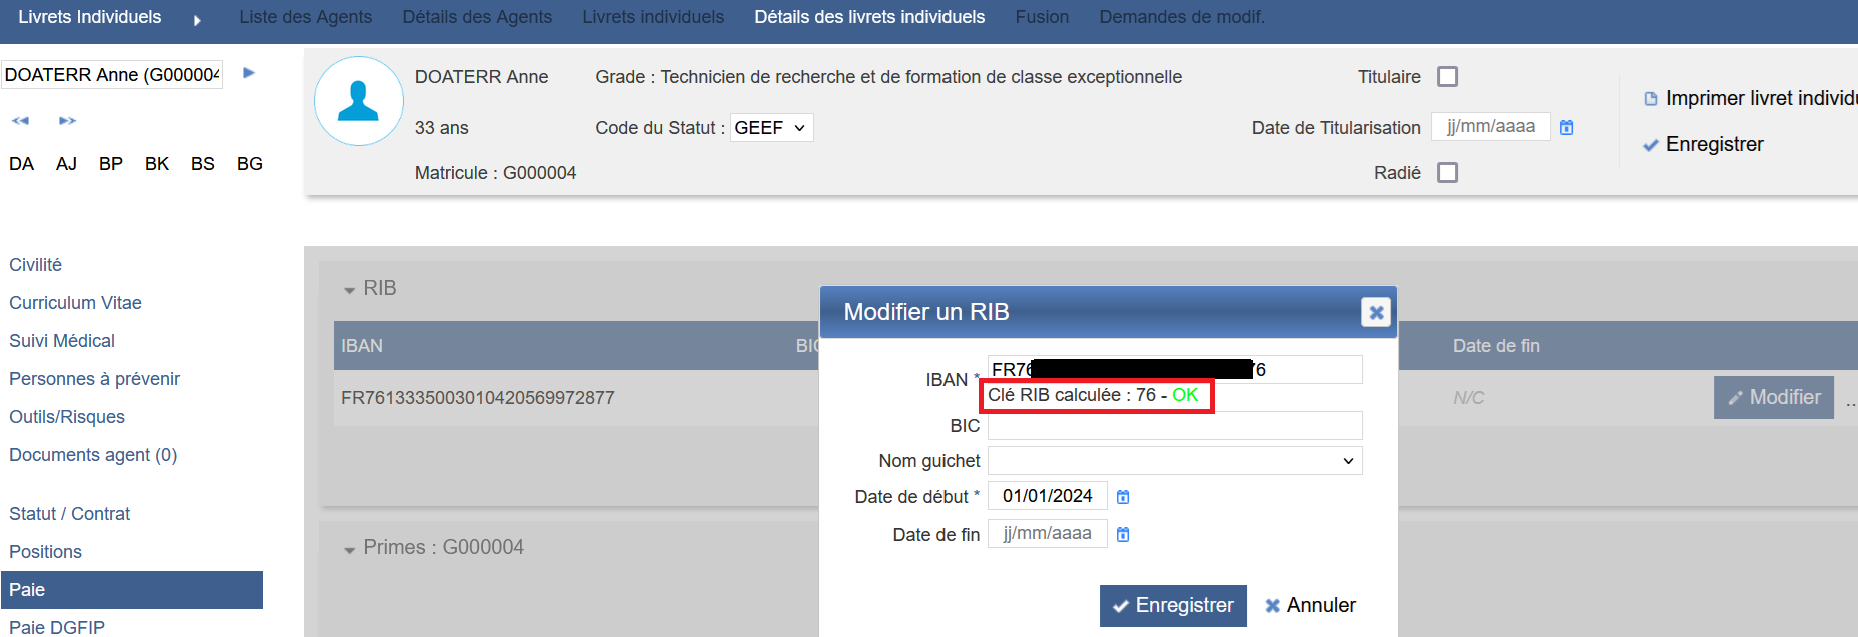 Livrets Individuels Liste des Agents Détails des Agents Livrets individuels Détails des livrets individuels Fusion Demandes de modif.
DOATERR Anne (G000004
DA AJ BP BK BS BG
DOATERR Anne Grade : Technicien de recherche et de formation de classe exceptionnelle Titulaire
33 ans Code du Statut : GEEF Date de Titularisation jj/mm/aaaa
Matricule : G000004 Radié
Imprimer livret individu
Enregistrer
Civilité
Curriculum Vitae
Suivi Médical
Personnes à prévenir
Outils/Risques
Documents agent (0)
Statut / Contrat
Positions
Paie
Paie DGFIP
RIB
IBAN BIC Date de fin
FR7613335003010420569972877 N/C Modifier ..
Primes : G000004
Modifier un RIB
IBAN * FR76 76
Clé RIB calculée : 76 - OK
BIC
Nom guichet
Date de début * 01/01/2024
Date de fin jj/mm/aaaa
Enregistrer Annuler